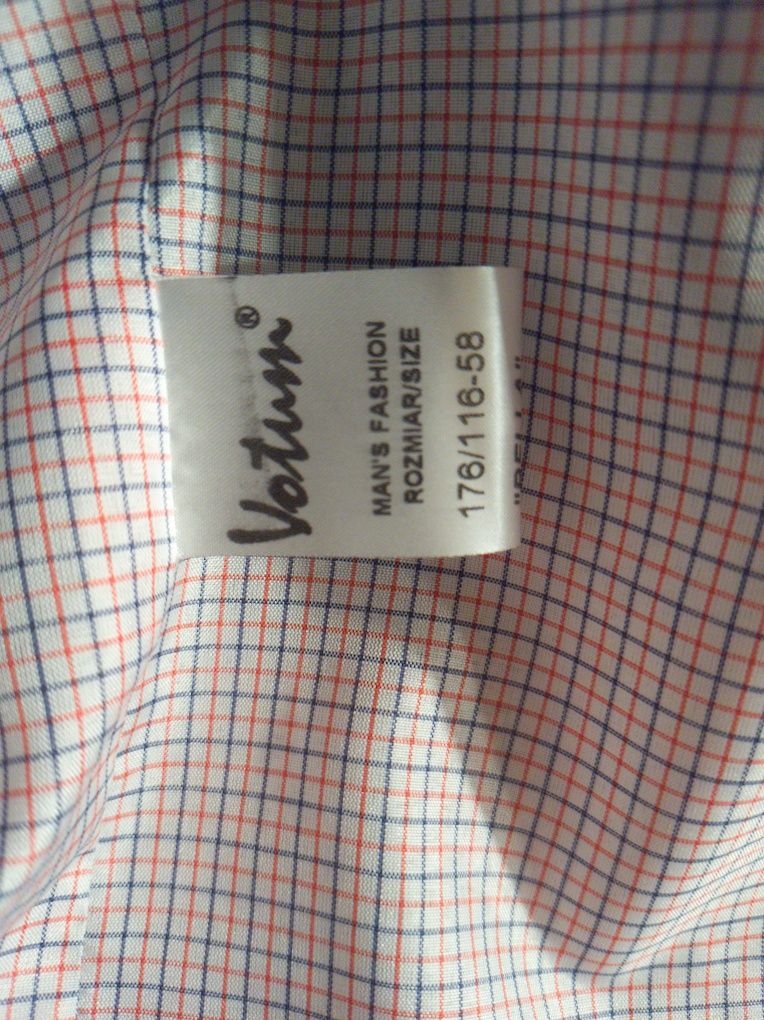 Votum®
MAN'S FASHION
ROZMIAR/SIZE
176/116-58